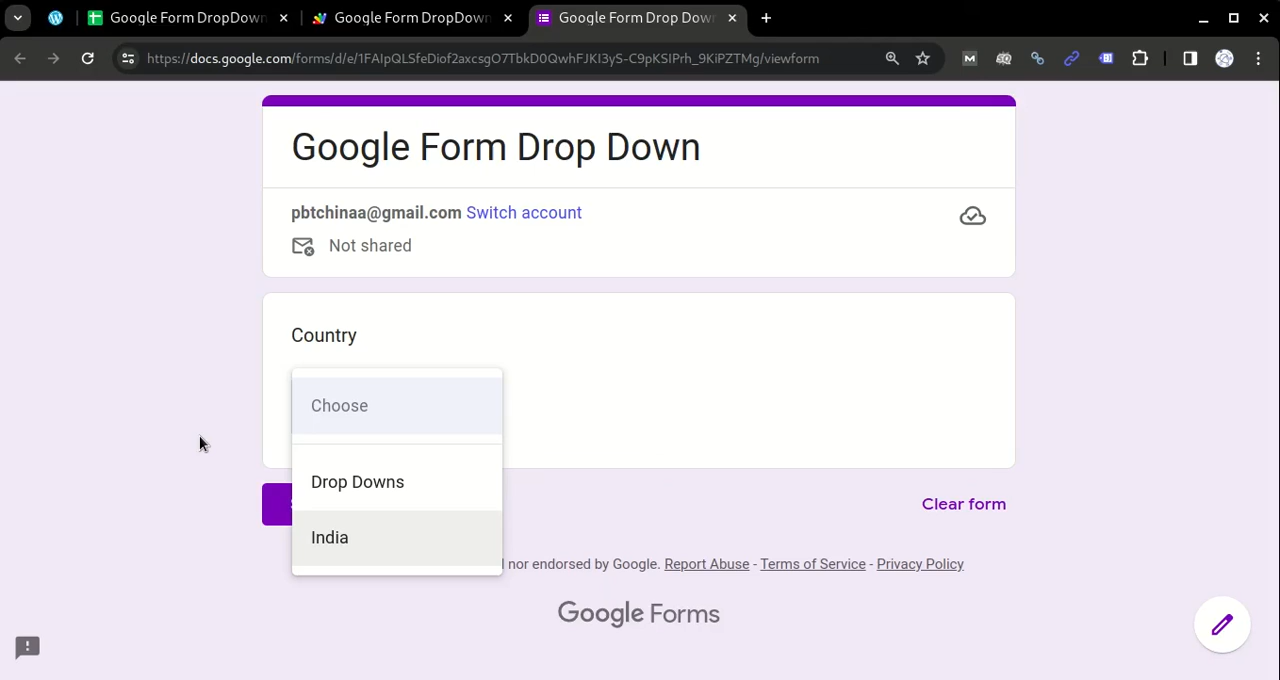 Google Form DropDown
Google Form DropDown
Google Form Drop Down
https://docs.google.com/forms/d/e/1FAIpQLSfeDiof2axcsgO7TbkD0QwhFJKI3yS-C9pKSIPrh_9KiPZTMg/viewform
Google Form Drop Down
pbtchinaa@gmail.com Switch account
Not shared
Country
Choose
Drop Downs
India
Clear form
nor endorsed by Google. Report Abuse - Terms of Service - Privacy Policy
Google Forms